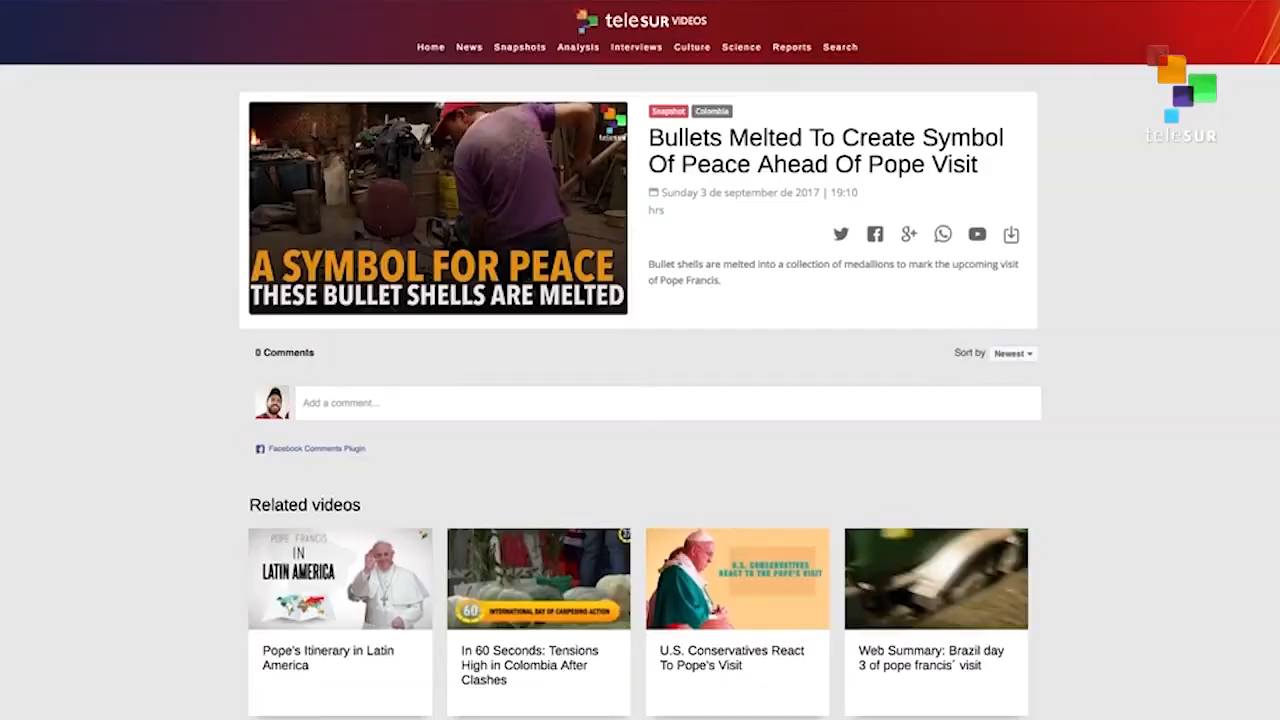 teleSUR VIDEOS
Home News Snapshots Analysis Interviews Culture Science Reports Search
teleSUR
teleSUR
A SYMBOL FOR PEACE
THESE BULLET SHELLS ARE MELTED
Snapshot Colombia
Bullets Melted To Create Symbol
Of Peace Ahead Of Pope Visit
Sunday 3 de september de 2017 | 19:10
hrs
Bullet shells are melted into a collection of medallions to mark the upcoming visit
of Pope Francis.
0 Comments
Sort by Newest
Add a comment...
Facebook Comments Plugin
Related videos
POPE FRANCIS
IN
LATIN AMERICA
60 INTERNATIONAL DAY OF CAMPESINO ACTION
U.S. CONSERVATIVES
REACT TO THE POPE'S VISIT
Pope's Itinerary in Latin
America
In 60 Seconds: Tensions
High in Colombia After
Clashes
U.S. Conservatives React
To Pope's Visit
Web Summary: Brazil day
3 of pope francis´ visit